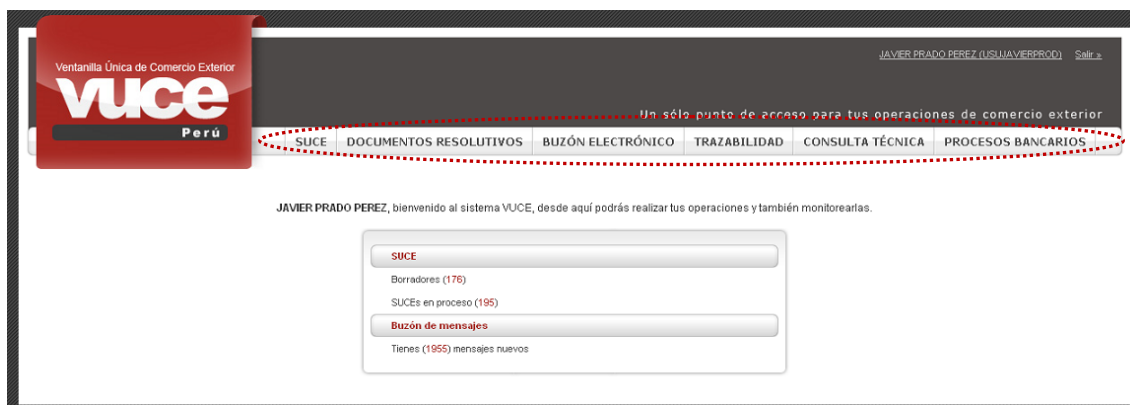 JAVIER PRADO PEREZ (USUJAVIERPROD) Salir »
Ventanilla Única de Comercio Exterior
vuce
Perú
Un sólo punto de acceso para tus operaciones de comercio exterior
SUCE DOCUMENTOS RESOLUTIVOS BUZÓN ELECTRÓNICO TRAZABILIDAD CONSULTA TÉCNICA PROCESOS BANCARIOS
JAVIER PRADO PEREZ, bienvenido al sistema VUCE, desde aquí podrás realizar tus operaciones y también monitorearlas.
SUCE
Borradores (176)
SUCEs en proceso (195)
Buzón de mensajes
Tienes (1955) mensajes nuevos